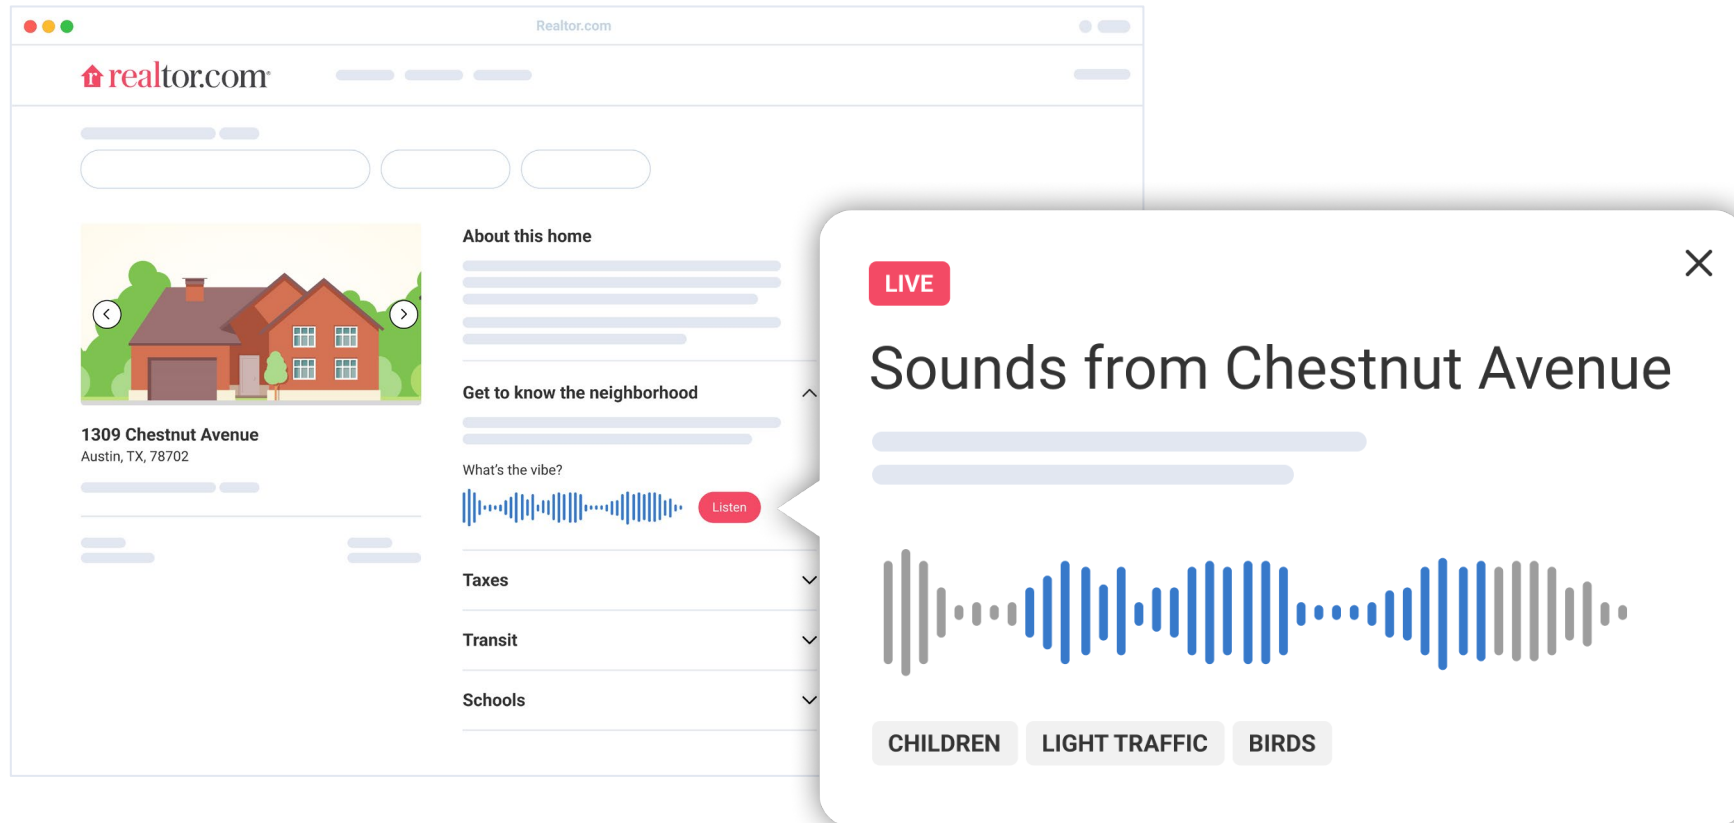 Realtor.com
realtor.com®
1309 Chestnut Avenue
Austin, TX, 78702
About this home
Get to know the neighborhood
What's the vibe?
Listen
Taxes
Transit
Schools
LIVE
Sounds from Chestnut Avenue
CHILDREN LIGHT TRAFFIC BIRDS